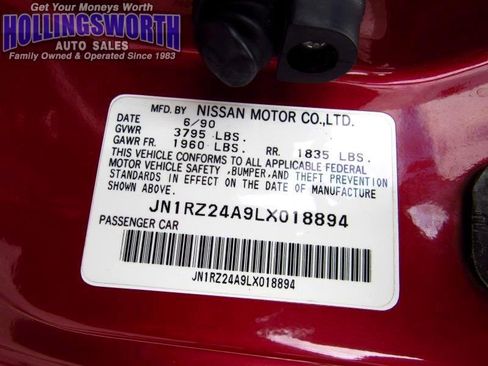 Get Your Moneys Worth
HOLLINGSWORTH
AUTO SALES
Family Owned & Operated Since 1983
MFD. BY NISSAN MOTOR CO.,LTD.
DATE 6/90
GVWR 3795 LBS.
GAWR FR. 1960 LBS. RR. 1835 LBS.
THIS VEHICLE CONFORMS TO ALL APPLICABLE FEDERAL
MOTOR VEHICLE SAFETY ,BUMPER,AND THEFT PREVENTION
STANDARDS IN EFFECT ON THE DATE OF MANUFACTURE
SHOWN ABOVE.
JN1RZ24A9LX018894
PASSENGER CAR
JN1RZ24A9LX018894